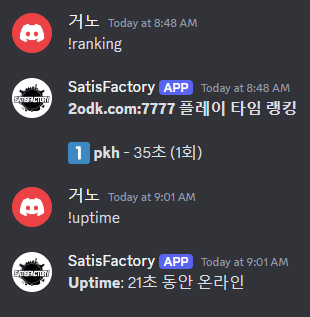 거노 Today at 8:48 AM
!ranking
SATISFACTORY
SatisFactory APP Today at 8:48 AM
2odk.com:7777 플레이 타임 랭킹
1 pkh - 35초 (1회)
거노 Today at 9:01 AM
!uptime
SATISFACTORY
SatisFactory APP Today at 9:01 AM
Uptime: 21초 동안 온라인